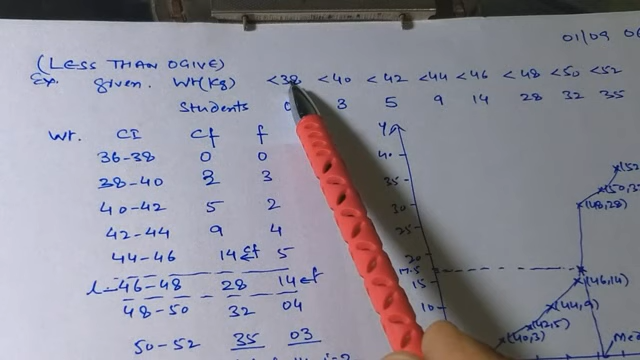 01/09 06
(LESS THAN OGIVE)
Ex. given. Wt(Kg) <38 <40 <42 <44 <46 <48 <50 <52
Students 0 3 5 9 14 28 32 35
Wt. CI Cf f
36-38 0 0
38-40 3 3
40-42 5 2
42-44 9 4
44-46 14 cf 5
l-46-48 28 14 f
48-50 32 04
50-52 35 03
y
40
35
30
20
17.5
15
10
(52
(50,3
(48,28)
(46,14)
(44,9)
(42,5)
(40,3)
Me